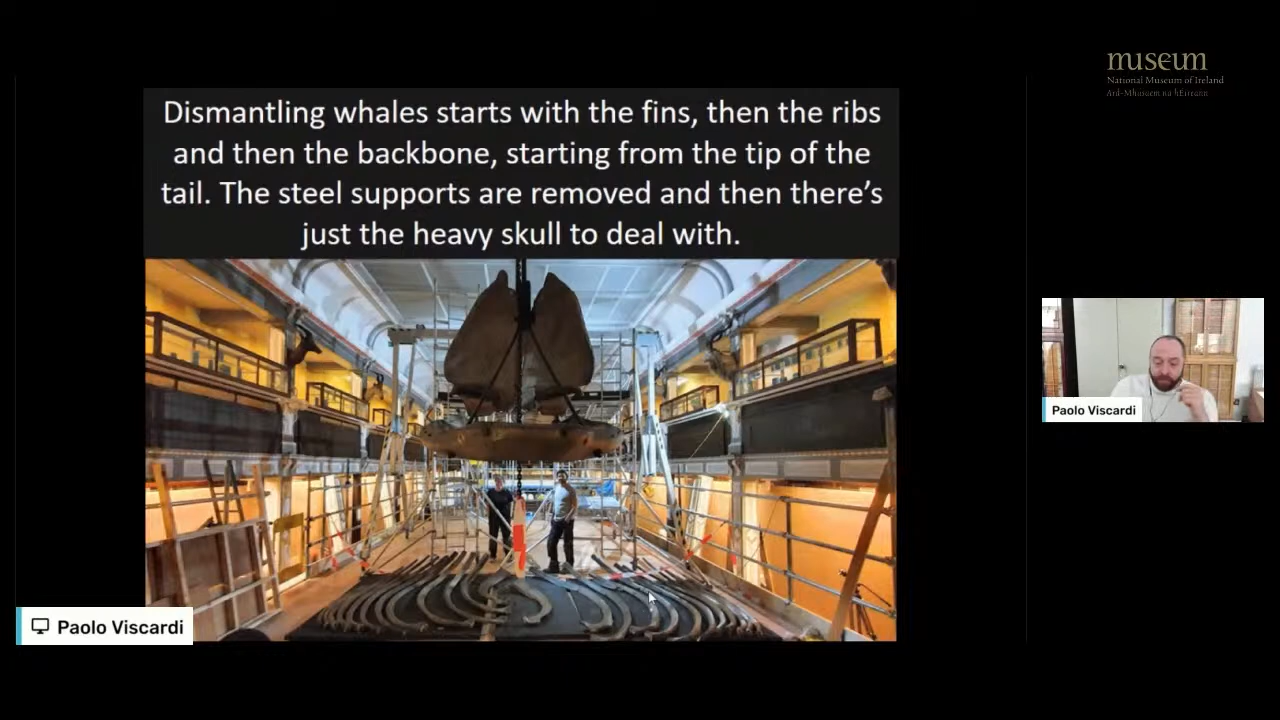 museum
National Museum of Ireland
Ard-Mhúsaem na hÉireann
Dismantling whales starts with the fins, then the ribs
and then the backbone, starting from the tip of the
tail. The steel supports are removed and then there’s
just the heavy skull to deal with.
Paolo Viscardi
Paolo Viscardi